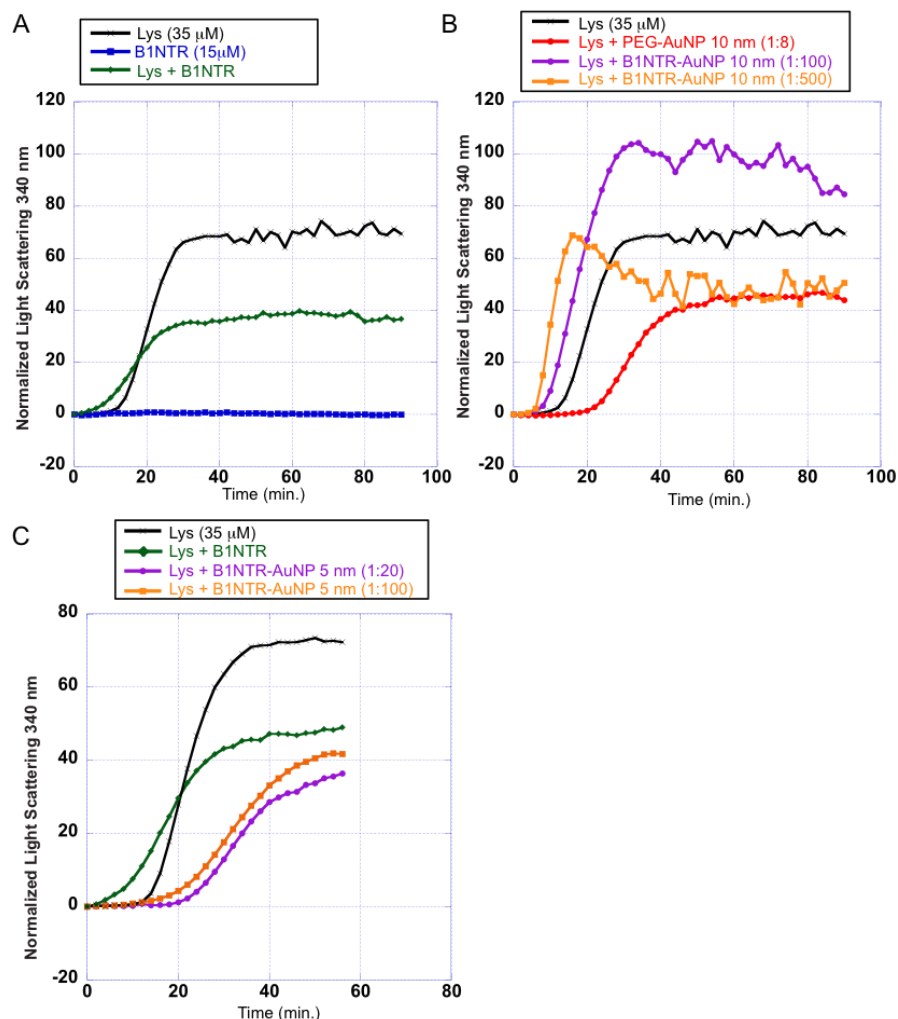 A
Lys (35 μM)
B1NTR (15μM)
Lys + B1NTR
Normalized Light Scattering 340 nm
120
100
80
60
40
20
0
-20
0 20 40 60 80 100
Time (min.)
B
Lys (35 μM)
Lys + PEG-AuNP 10 nm (1:8)
Lys + B1NTR-AuNP 10 nm (1:100)
Lys + B1NTR-AuNP 10 nm (1:500)
Normalized Light Scattering 340 nm
120
100
80
60
40
20
0
-20
0 20 40 60 80 100
Time (min.)
C
Lys (35 μM)
Lys + B1NTR
Lys + B1NTR-AuNP 5 nm (1:20)
Lys + B1NTR-AuNP 5 nm (1:100)
Normalized Light Scattering 340 nm
80
60
40
20
0
-20
0 20 40 60 80
Time (min.)